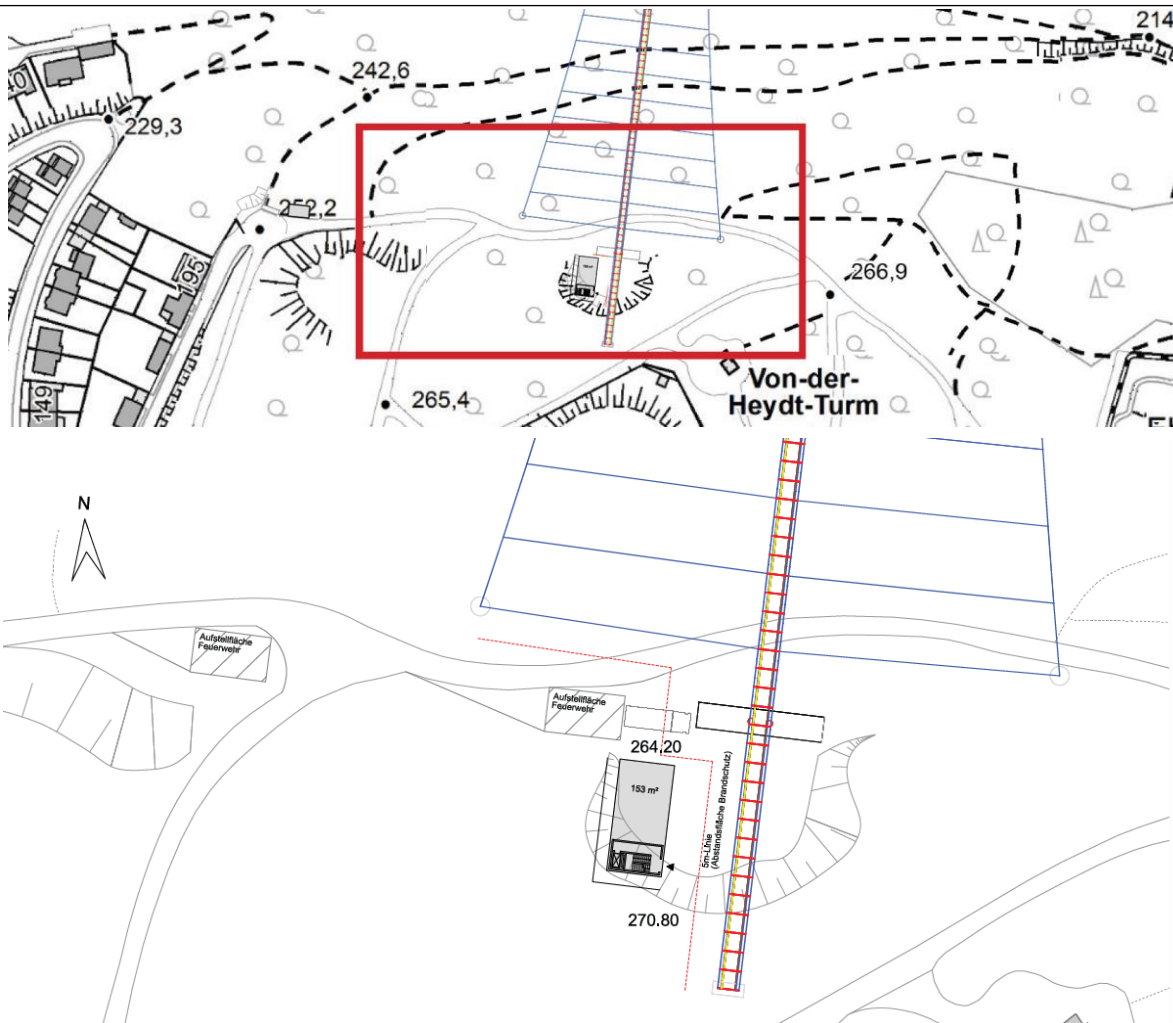 214
40
242,6
229,3
252,2
195
266,9
149
265,4
Von-der-
Heydt-Turm
N
Aufstellfläche
Feuerwehr
Aufstellfläche
Feuerwehr
264.20
153 m²
5m-Linie
(Abstandsfläche Brandschutz)
270.80